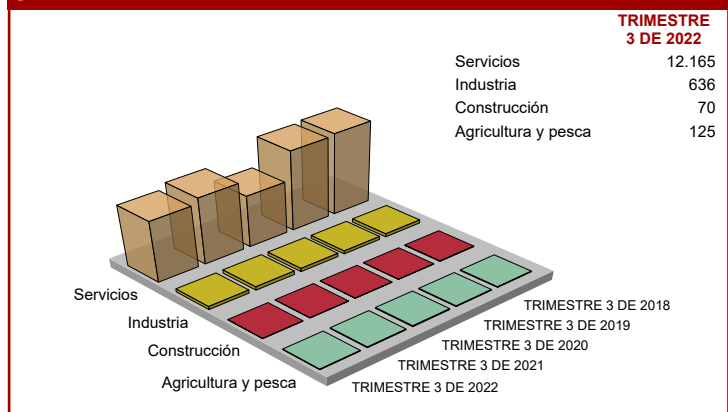 TRIMESTRE
3 DE 2022
Servicios 12.165
Industria 636
Construcción 70
Agricultura y pesca 125
Servicios
Industria
Construcción
Agricultura y pesca
TRIMESTRE 3 DE 2018
TRIMESTRE 3 DE 2019
TRIMESTRE 3 DE 2020
TRIMESTRE 3 DE 2021
TRIMESTRE 3 DE 2022